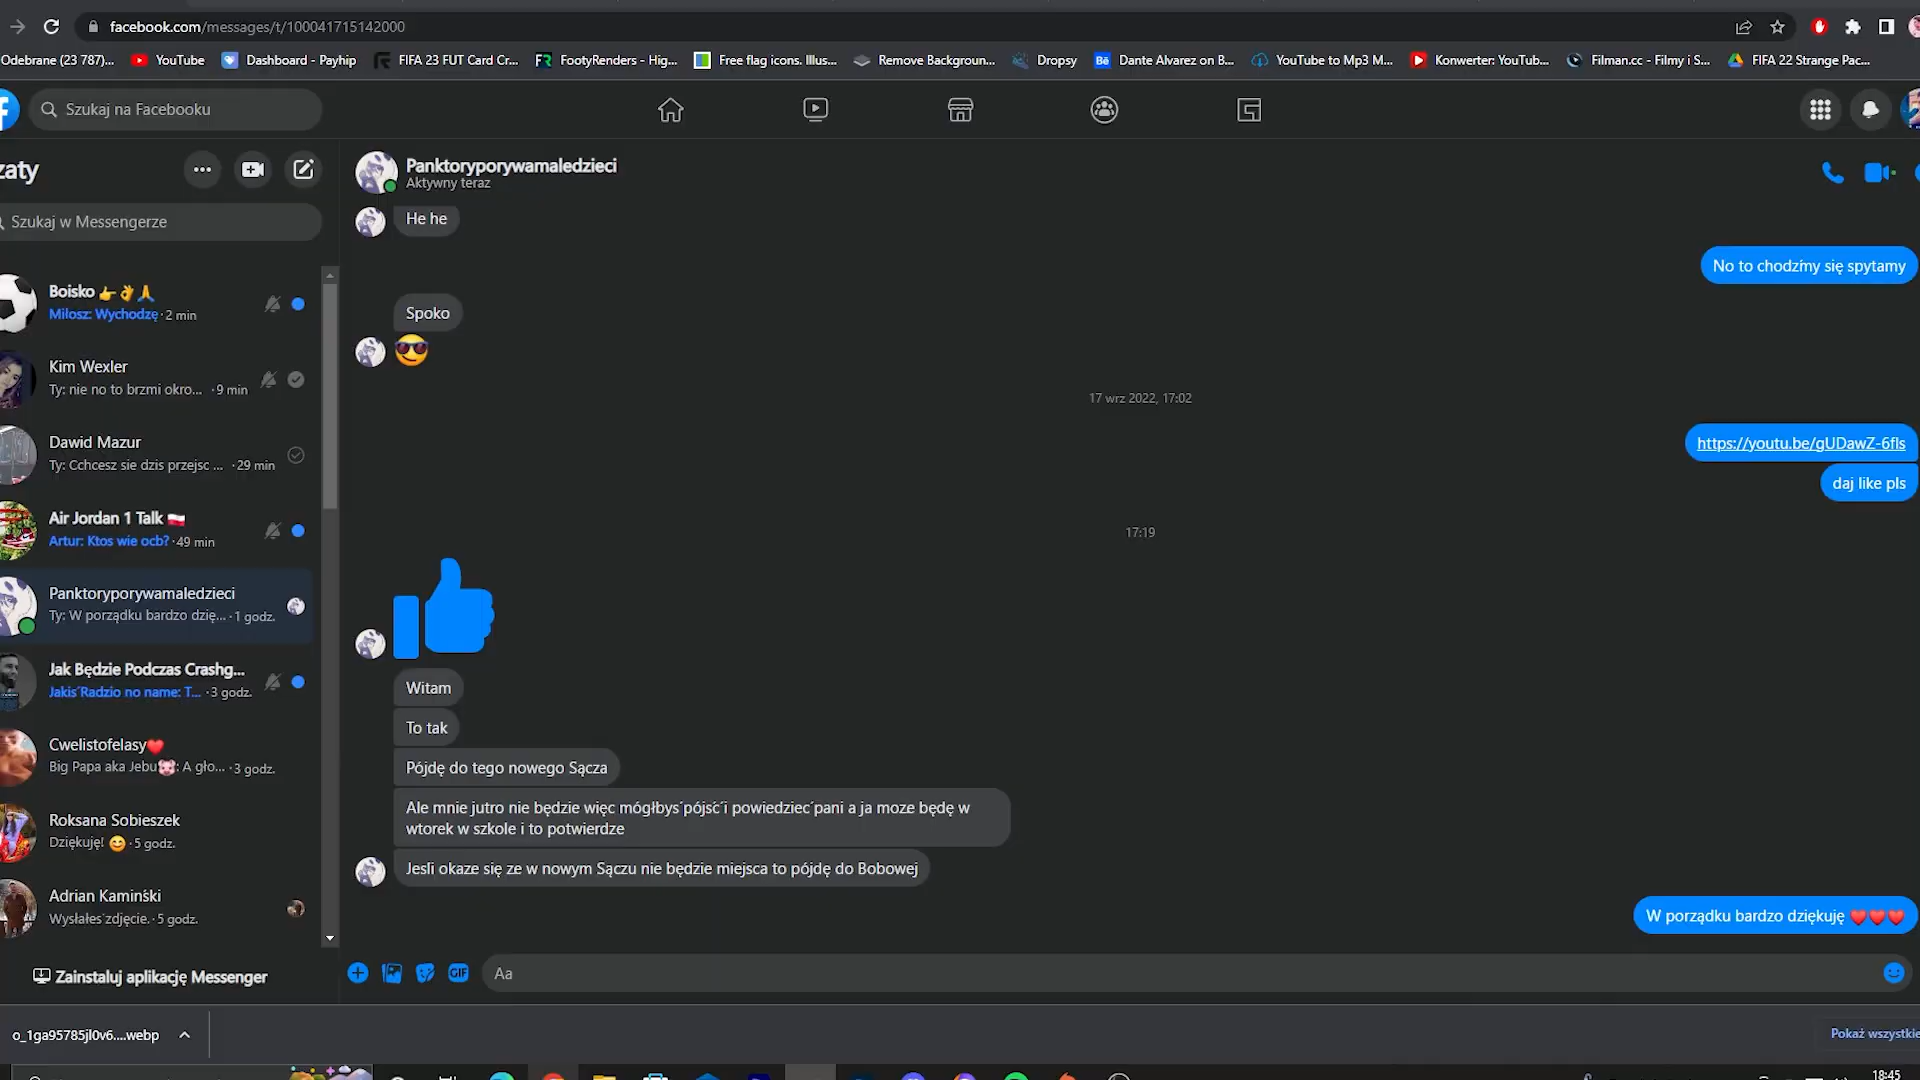 facebook.com/messages/t/100041715142000
Odebrane (23 787)...
YouTube
Dashboard - Payhip
FIFA 23 FUT Card Cr...
FootyRenders - Hig...
Free flag icons. Illus...
Remove Backgroun...
Dropsy
Dante Alvarez on B...
YouTube to Mp3 M...
Konwerter: YouTub...
Filman.cc - Filmy i S...
FIFA 22 Strange Pac...
Szukaj na Facebooku
zaty
Szukaj w Messengerze
Boisko 👉👌🙏
Miłosz: Wychodzę · 2 min
Kim Wexler
Ty: nie no to brzmi okro... · 9 min
Dawid Mazur
Ty: Cchcesz sie dzis przejsc ... · 29 min
Air Jordan 1 Talk 🇵🇱
Artur: Ktos wie ocb? · 49 min
Panktoryporywamaledzieci
Ty: W porządku bardzo dzię... · 1 godz.
Jak Będzie Podczas Crashg...
Jakiś Radzio no name: T... · 3 godz.
Cwelistofelasy❤️
Big Papa aka Jebu🐷: A gło... · 3 godz.
Roksana Sobieszek
Dziękuję! 😊 · 5 godz.
Adrian Kamiński
Wysłałeś zdjęcie. · 5 godz.
Zainstaluj aplikację Messenger
Panktoryporywamaledzieci
Aktywny teraz
He he
No to chodźmy się spytamy
Spoko
😎
17 wrz 2022, 17:02
https://youtu.be/gUDawZ-6fls
daj like pls
17:19
Witam
To tak
Pójdę do tego nowego Sącza
Ale mnie jutro nie będzie więc mógłbyś pójść i powiedzieć pani a ja moze będę w
wtorek w szkole i to potwierdze
Jesli okaze się ze w nowym Sączu nie będzie miejsca to pójdę do Bobowej
W porządku bardzo dziękuję ❤️❤️❤️
GIF
Aa
o_1ga95785jl0v6....webp
Pokaż wszystkie
18:45